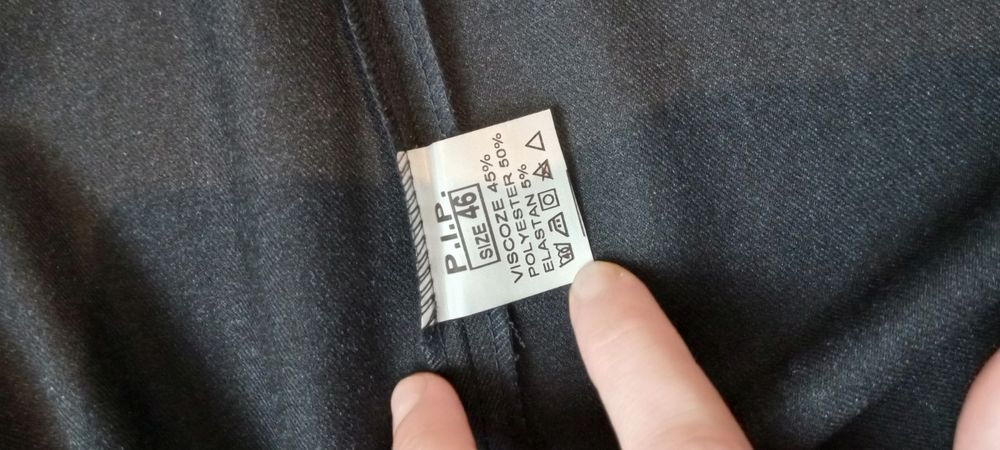 P.I.P.
SIZE 46
VISCOZE 45%
POLYESTER 50%
ELASTAN 5%